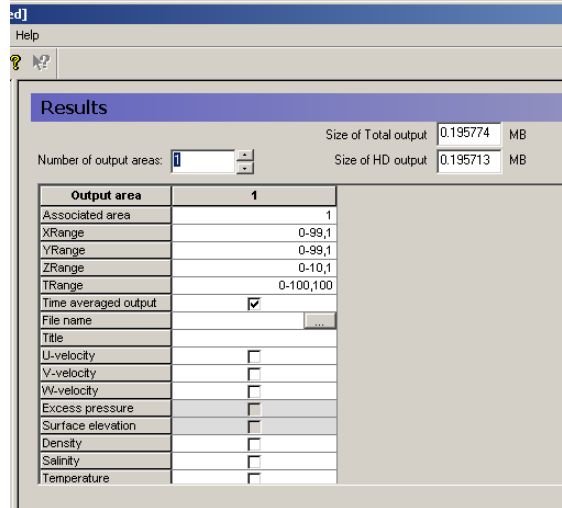 ed]
Help
Results
Size of Total output 0.195774 MB
Number of output areas: 1 Size of HD output 0.195713 MB
Output area 1
Associated area 1
XRange 0-99,1
YRange 0-99,1
ZRange 0-10,1
TRange 0-100,100
Time averaged output
File name ...
Title
U-velocity
V-velocity
W-velocity
Excess pressure
Surface elevation
Density
Salinity
Temperature